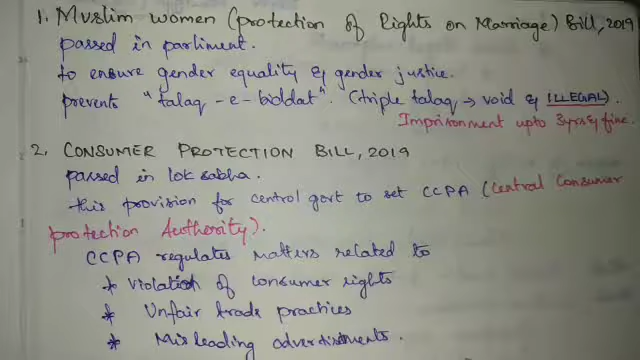 1. Muslim women (protection of Rights on Marriage) Bill, 2019
passed in parliment.
to ensure gender equality & gender justice.
prevents "talaq-e-biddat". (triple talaq → void & ILLEGAL).
Imprisonment upto 3yrs & fine.
2. CONSUMER PROTECTION BILL, 2019
passed in lok sabha.
this provision for central govt to set CCPA (Central Consumer
protection Authority).
CCPA regulates matters related to
* violation of consumer rights
* Unfair trade practices
* Misleading advertisments.